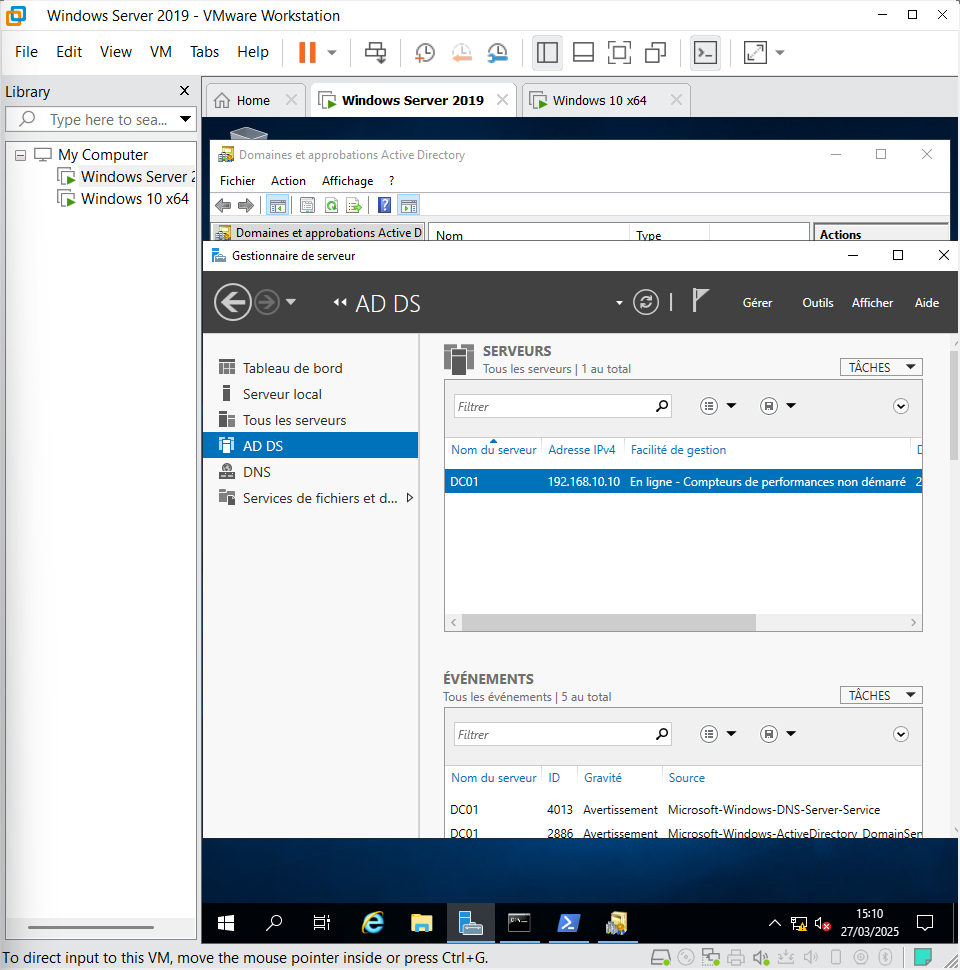 Windows Server 2019 - VMware Workstation
File Edit View VM Tabs Help
Library
Type here to sea...
My Computer
Windows Server 2
Windows 10 x64
Home
Windows Server 2019
Windows 10 x64
Domaines et approbations Active Directory
Fichier Action Affichage ?
Domaines et approbations Active D
Nom Type
Actions
Gestionnaire de serveur
AD DS
Gérer Outils Afficher Aide
Tableau de bord
Serveur local
Tous les serveurs
AD DS
DNS
Services de fichiers et d...
SERVEURS
Tous les serveurs | 1 au total
TÂCHES
Filtrer
Nom du serveur Adresse IPv4 Facilité de gestion
DC01 192.168.10.10 En ligne - Compteurs de performances non démarré 2
ÉVÉNEMENTS
Tous les événements | 5 au total
TÂCHES
Filtrer
Nom du serveur ID Gravité Source
DC01 4013 Avertissement Microsoft-Windows-DNS-Server-Service
DC01 2886 Avertissement Microsoft-Windows-ActiveDirectory_DomainServ
15:10
27/03/2025
To direct input to this VM, move the mouse pointer inside or press Ctrl+G.